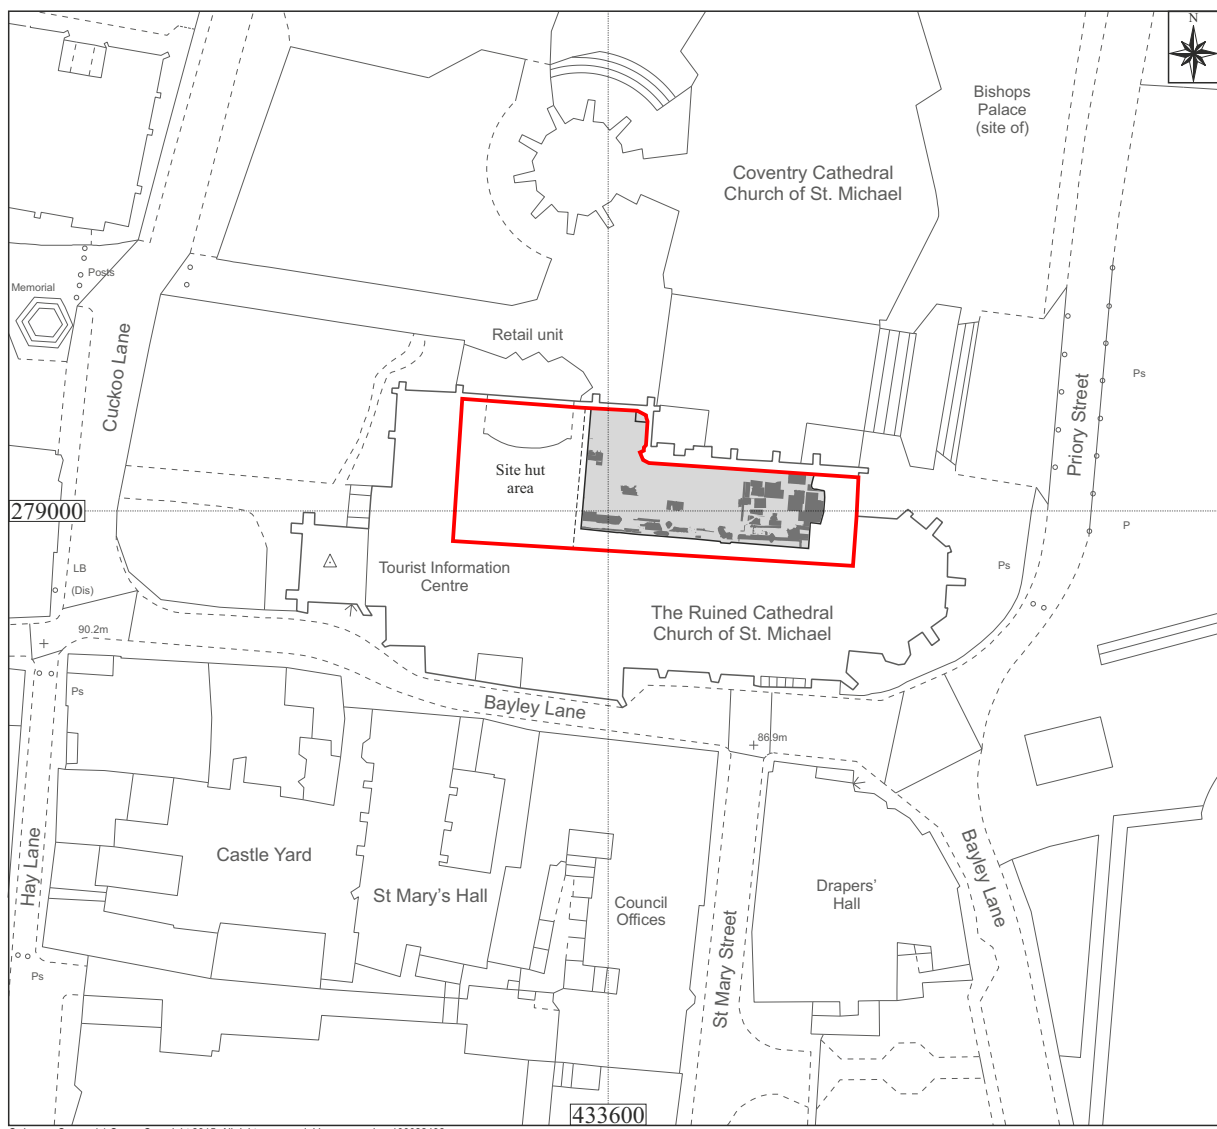 N
Bishops
Palace
(site of)
Coventry Cathedral
Church of St. Michael
Posts
Memorial
Cuckoo Lane
Retail unit
Priory Street
Ps
Site hut
area
279000
P
LB
(Dis)
Tourist Information
Centre
Ps
The Ruined Cathedral
Church of St. Michael
90.2m
Ps
Bayley Lane
86.9m
Hay Lane
Castle Yard
St Mary's Hall
Council
Offices
Drapers'
Hall
Bayley Lane
St Mary Street
Ps
433600